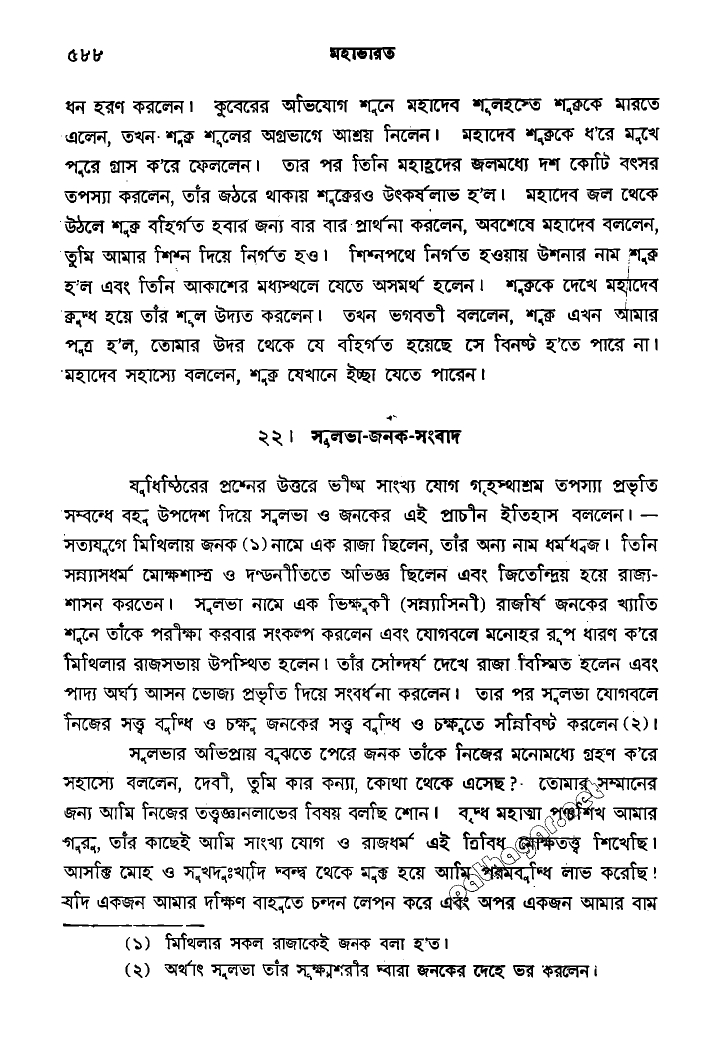 ৫৮৮ মহাভারত
ধন হরণ করলেন। কুবেরের অভিযোগ শুনে মহাদেব শূলহস্তে শুক্রকে মারতে
এলেন, তখন শুক্র শূলের অগ্রভাগে আশ্রয় নিলেন। মহাদেব শুক্রকে ধ'রে মুখে
পুরে গ্রাস ক'রে ফেললেন। তার পর তিনি মহাহ্রদের জলমধ্যে দশ কোটি বৎসর
তপস্যা করলেন, তাঁর জঠরে থাকায় শুক্রেরও উৎকর্ষলাভ হ'ল। মহাদেব জল থেকে
উঠলে শুক্র বহির্গত হবার জন্য বার বার প্রার্থনা করলেন, অবশেষে মহাদেব বললেন,
তুমি আমার শিশ্ন দিয়ে নির্গত হও। শিশ্নপথে নির্গত হওয়ায় উশনার নাম শুক্র
হ'ল এবং তিনি আকাশের মধ্যস্থলে যেতে অসমর্থ হলেন। শুক্রকে দেখে মহাদেব
ক্রুদ্ধ হয়ে তাঁর শূল উদ্যত করলেন। তখন ভগবতী বললেন, শুক্র এখন আমার
পুত্র হ'ল, তোমার উদর থেকে যে বহির্গত হয়েছে সে বিনষ্ট হ'তে পারে না।
মহাদেব সহাস্যে বললেন, শুক্র যেখানে ইচ্ছা যেতে পারেন।
২২। সুলভা-জনক-সংবাদ
যুধিষ্ঠিরের প্রশ্নের উত্তরে ভীষ্ম সাংখ্য যোগ গৃহস্থাশ্রম তপস্যা প্রভৃতি
সম্বন্ধে বহু উপদেশ দিয়ে সুলভা ও জনকের এই প্রাচীন ইতিহাস বললেন। —
সত্যযুগে মিথিলায় জনক (১) নামে এক রাজা ছিলেন, তাঁর অন্য নাম ধর্মধ্বজ। তিনি
সন্ন্যাসধর্ম মোক্ষশাস্ত্র ও দণ্ডনীতিতে অভিজ্ঞ ছিলেন এবং জিতেন্দ্রিয় হয়ে রাজ্য-
শাসন করতেন। সুলভা নামে এক ভিক্ষুকী (সন্ন্যাসিনী) রাজর্ষি জনকের খ্যাতি
শুনে তাঁকে পরীক্ষা করবার সংকল্প করলেন এবং যোগবলে মনোহর রূপ ধারণ ক'রে
মিথিলার রাজসভায় উপস্থিত হলেন। তাঁর সৌন্দর্য দেখে রাজা বিস্মিত হলেন এবং
পাদ্য অর্ঘ্য আসন ভোজ্য প্রভৃতি দিয়ে সংবর্ধনা করলেন। তার পর সুলভা যোগবলে
নিজের সত্ত্ব বুদ্ধি ও চক্ষু জনকের সত্ত্ব বুদ্ধি ও চক্ষুতে সন্নিবিষ্ট করলেন (২)।
সুলভার অভিপ্রায় বুঝতে পেরে জনক তাঁকে নিজের মনোমধ্যে গ্রহণ ক'রে
সহাস্যে বললেন, দেবী, তুমি কার কন্যা, কোথা থেকে এসেছ? তোমার সম্মানের
জন্য আমি নিজের তত্ত্বজ্ঞানলাভের বিষয় বলছি শোন। বৃদ্ধ মহাত্মা পঞ্চশিখ আমার
গুরু, তাঁর কাছেই আমি সাংখ্য যোগ ও রাজধর্ম এই ত্রিবিধ মোক্ষতত্ত্ব শিখেছি।
আসক্তি মোহ ও সুখদুঃখাদি দ্বন্দ্ব থেকে মুক্ত হয়ে আমি পরমবুদ্ধি লাভ করেছি।
যদি একজন আমার দক্ষিণ বাহুতে চন্দন লেপন করে এবং অপর একজন আমার বাম
(১) মিথিলার সকল রাজাকেই জনক বলা হ'ত।
(২) অর্থাৎ সুলভা তাঁর সূক্ষ্মশরীর দ্বারা জনকের দেহে ভর করলেন।